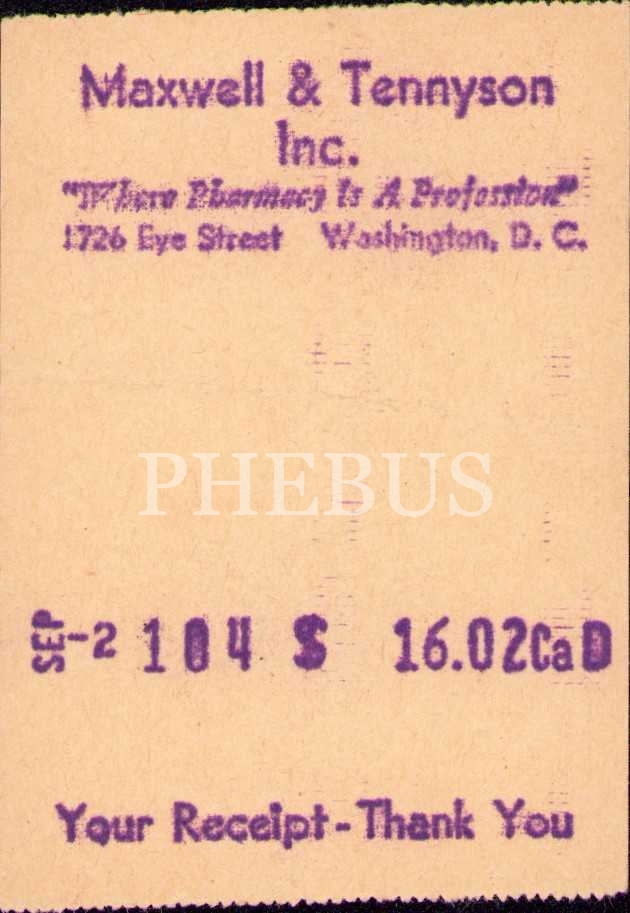 Maxwell & Tennyson
Inc.
"Where Pharmacy Is A Profession"
1726 Eye Street Washington, D. C.
PHEBUS
SEP-2 104 S 16.02CaD
Your Receipt-Thank You